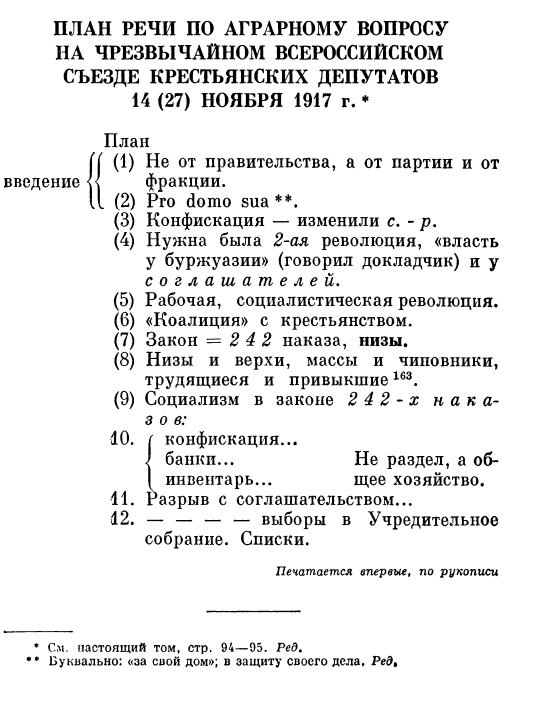 ПЛАН РЕЧИ ПО АГРАРНОМУ ВОПРОСУ
НА ЧРЕЗВЫЧАЙНОМ ВСЕРОССИЙСКОМ
СЪЕЗДЕ КРЕСТЬЯНСКИХ ДЕПУТАТОВ
14 (27) НОЯБРЯ 1917 г. *
План
введение (1) Не от правительства, а от партии и от
фракции.
(2) Pro domo sua **.
(3) Конфискация — изменили с. - р.
(4) Нужна была 2-ая революция, «власть
у буржуазии» (говорил докладчик) и у
соглашателей.
(5) Рабочая, социалистическая революция.
(6) «Коалиция» с крестьянством.
(7) Закон = 242 наказа, низы.
(8) Низы и верхи, массы и чиновники,
трудящиеся и привыкшие 163.
(9) Социализм в законе 242-х нака-
зов:
10. конфискация...
банки... Не раздел, а об-
инвентарь... щее хозяйство.
11. Разрыв с соглашательством...
12. — — — — выборы в Учредительное
собрание. Списки.
Печатается впервые, по рукописи
* См. настоящий том, стр. 94—95. Ред.
** Буквально: «за свой дом»; в защиту своего дела. Ред.